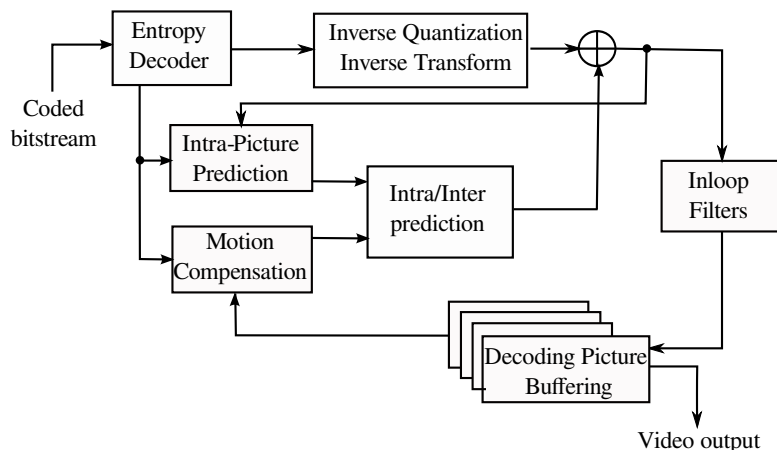 Entropy
Decoder
Inverse Quantization
Inverse Transform
Coded
bitstream
Intra-Picture
Prediction
Intra/Inter
prediction
Inloop
Filters
Motion
Compensation
Decoding Picture
Buffering
Video output